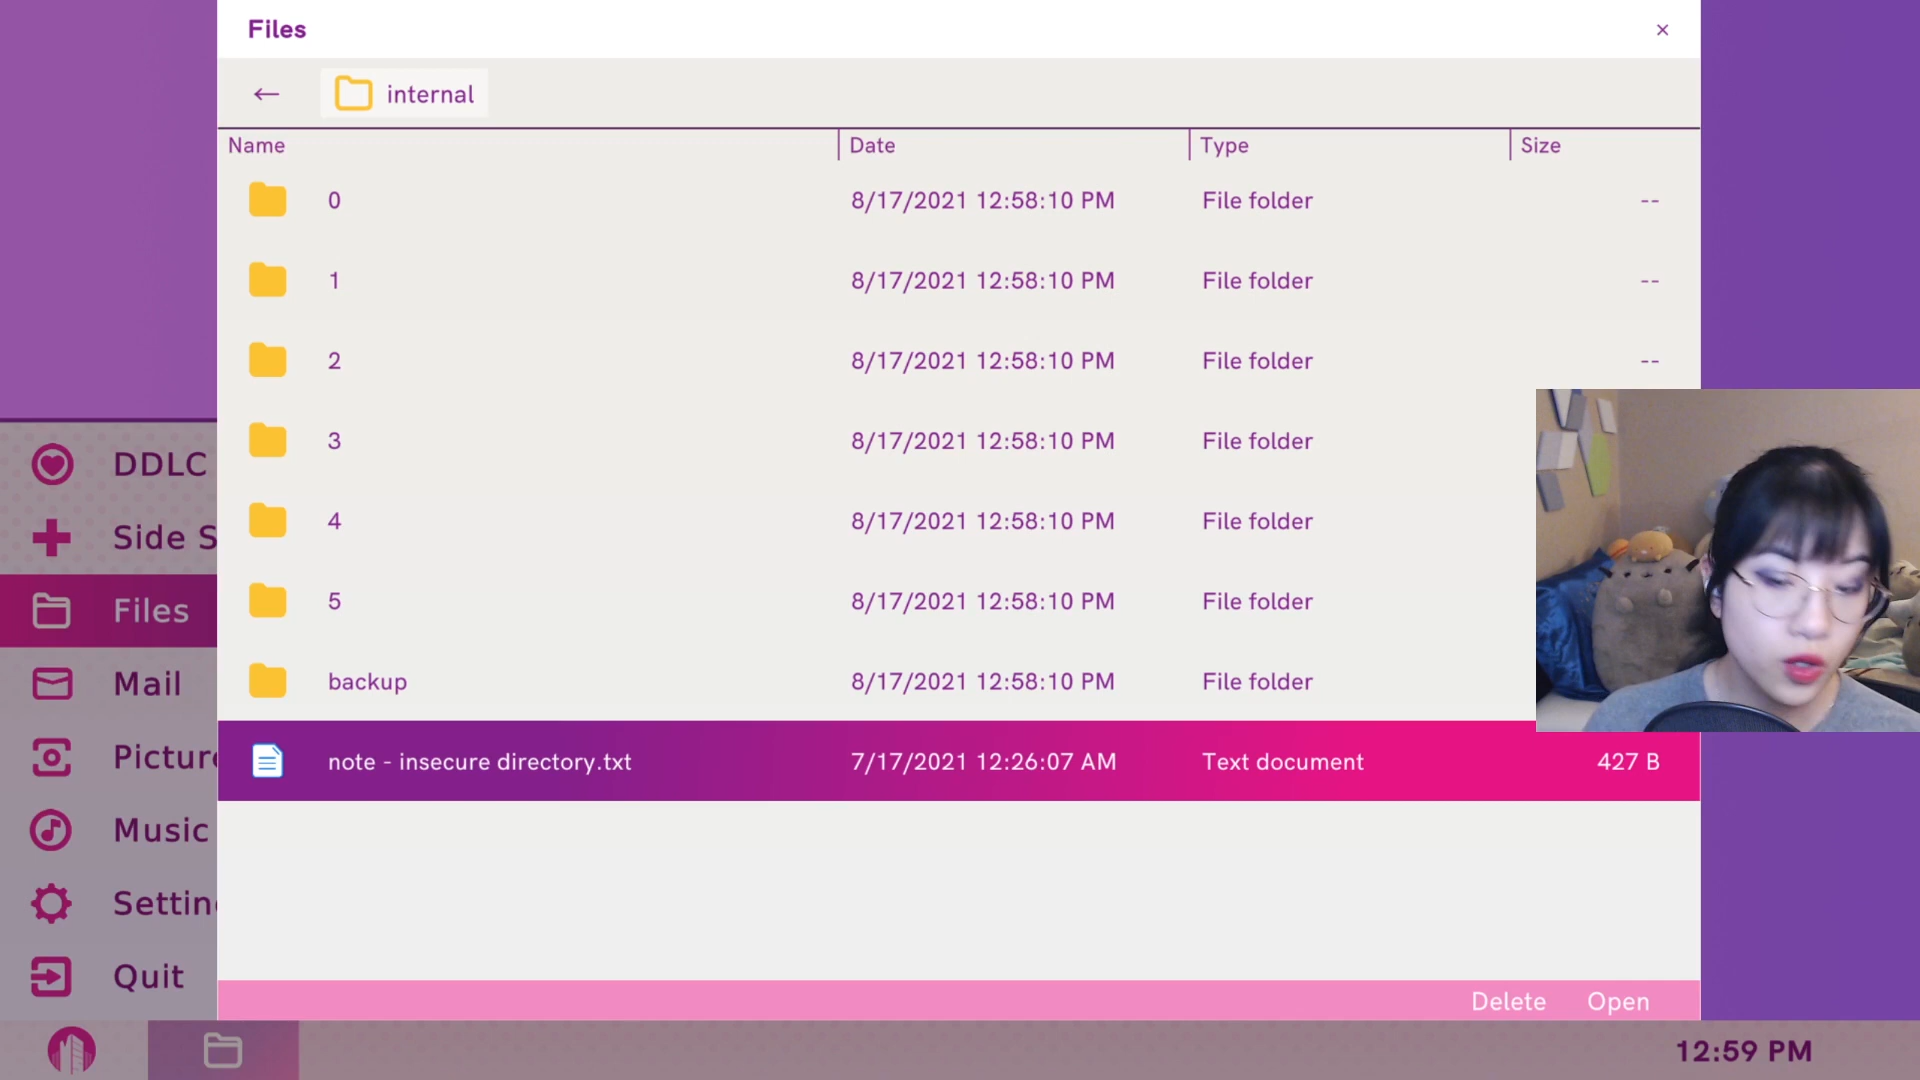 Files
×
← internal
Name Date Type Size
0 8/17/2021 12:58:10 PM File folder --
1 8/17/2021 12:58:10 PM File folder --
2 8/17/2021 12:58:10 PM File folder --
3 8/17/2021 12:58:10 PM File folder
4 8/17/2021 12:58:10 PM File folder
5 8/17/2021 12:58:10 PM File folder
backup 8/17/2021 12:58:10 PM File folder
note - insecure directory.txt 7/17/2021 12:26:07 AM Text document 427 B
DDLC
Side S
Files
Mail
Pictur
Music
Settin
Quit
Delete Open
12:59 PM